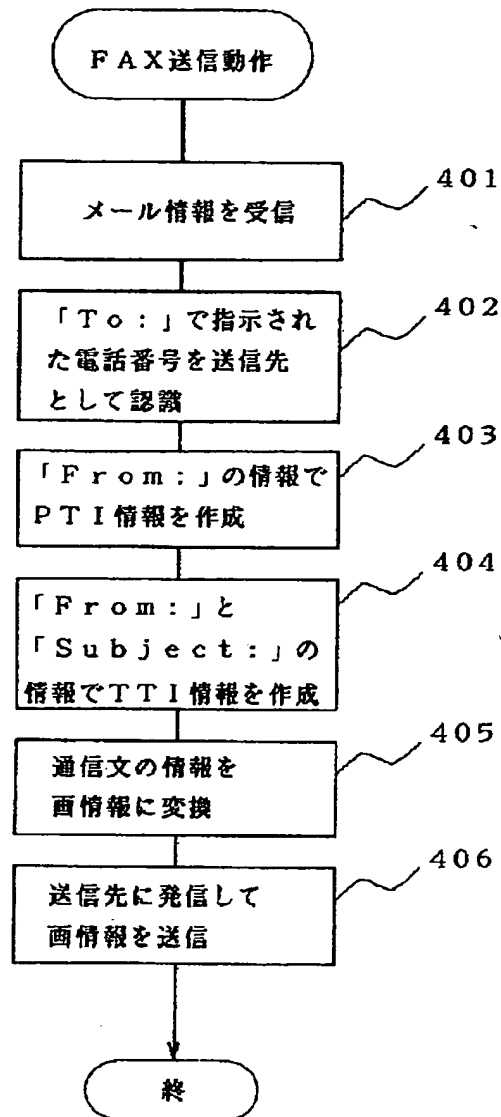 ＦＡＸ送信動作
メール情報を受信
401
「Ｔｏ：」で指示され
た電話番号を送信先
として認識
402
「Ｆｒｏｍ：」の情報で
ＰＴＩ情報を作成
403
「Ｆｒｏｍ：」と
「Ｓｕｂｊｅｃｔ：」の
情報でＴＴＩ情報を作成
404
通信文の情報を
画情報に変換
405
送信先に発信して
画情報を送信
406
終